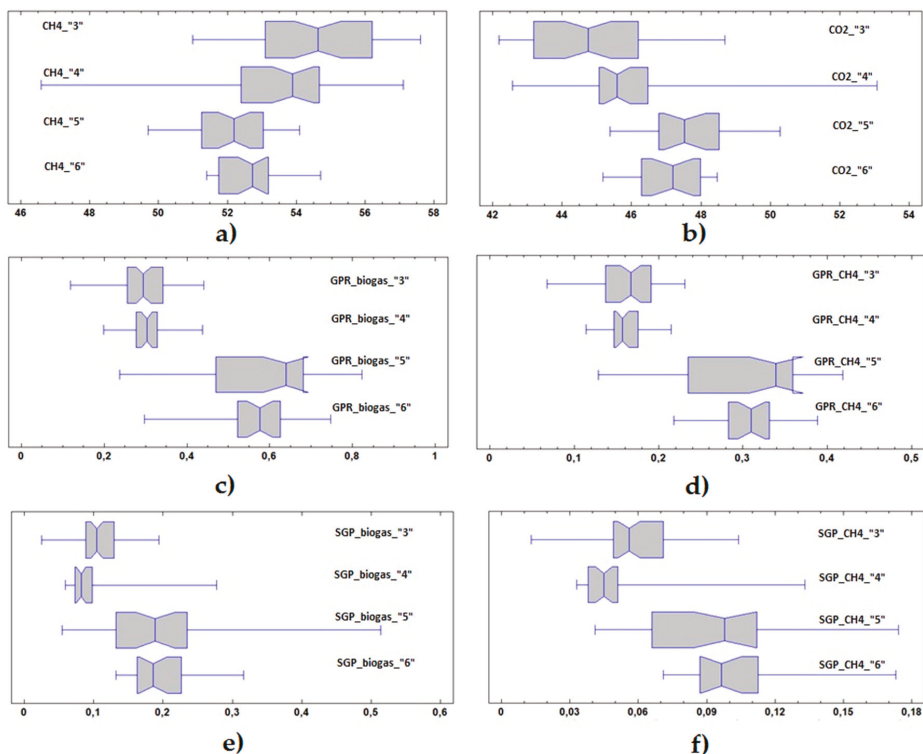 CH4_"3"
CH4_"4"
CH4_"5"
CH4_"6"
46 48 50 52 54 56 58
a)
CO2_"3"
CO2_"4"
CO2_"5"
CO2_"6"
42 44 46 48 50 52 54
b)
GPR_biogas_"3"
GPR_biogas_"4"
GPR_biogas_"5"
GPR_biogas_"6"
0 0,2 0,4 0,6 0,8 1
c)
GPR_CH4_"3"
GPR_CH4_"4"
GPR_CH4_"5"
GPR_CH4_"6"
0 0,1 0,2 0,3 0,4 0,5
d)
SGP_biogas_"3"
SGP_biogas_"4"
SGP_biogas_"5"
SGP_biogas_"6"
0 0,1 0,2 0,3 0,4 0,5 0,6
e)
SGP_CH4_"3"
SGP_CH4_"4"
SGP_CH4_"5"
SGP_CH4_"6"
0 0,03 0,06 0,09 0,12 0,15 0,18
f)